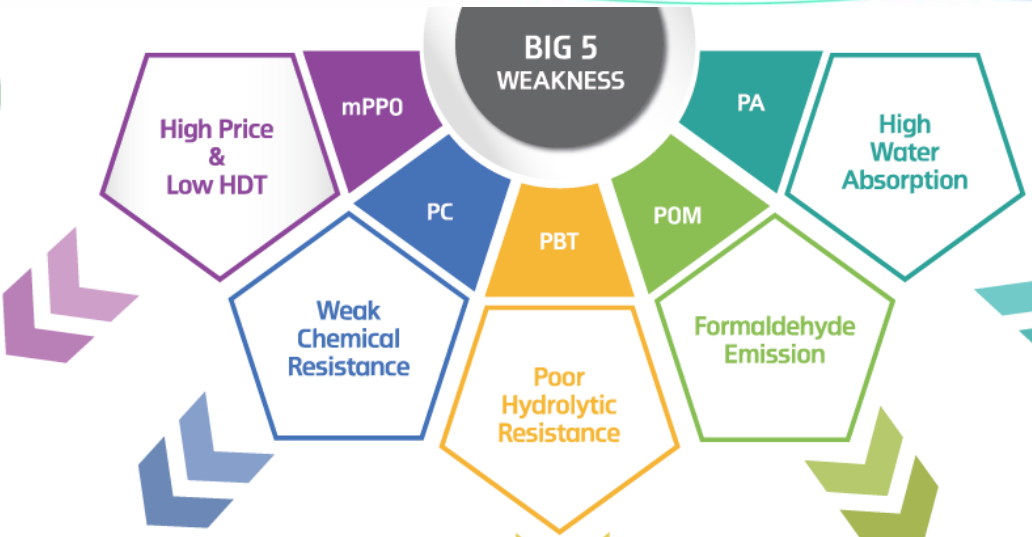 BIG 5
WEAKNESS
mPPO
High Price
&
Low HDT
PC
Weak
Chemical
Resistance
PBT
Poor
Hydrolytic
Resistance
POM
Formaldehyde
Emission
PA
High
Water
Absorption